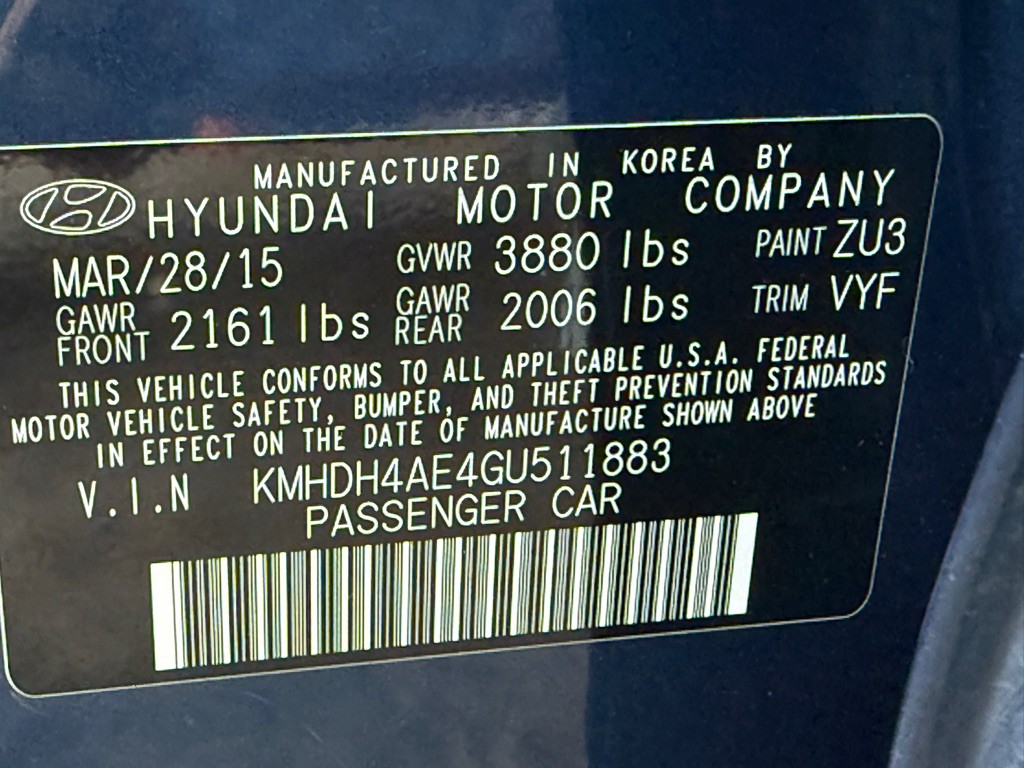 MANUFACTURED IN KOREA BY
HYUNDAI MOTOR COMPANY
MAR/28/15 GVWR 3880 lbs PAINT ZU3
GAWR FRONT 2161 lbs GAWR REAR 2006 lbs TRIM VYF
THIS VEHICLE CONFORMS TO ALL APPLICABLE U.S.A. FEDERAL
MOTOR VEHICLE SAFETY, BUMPER, AND THEFT PREVENTION STANDARDS
IN EFFECT ON THE DATE OF MANUFACTURE SHOWN ABOVE
V.I.N KMHDH4AE4GU511883
PASSENGER CAR